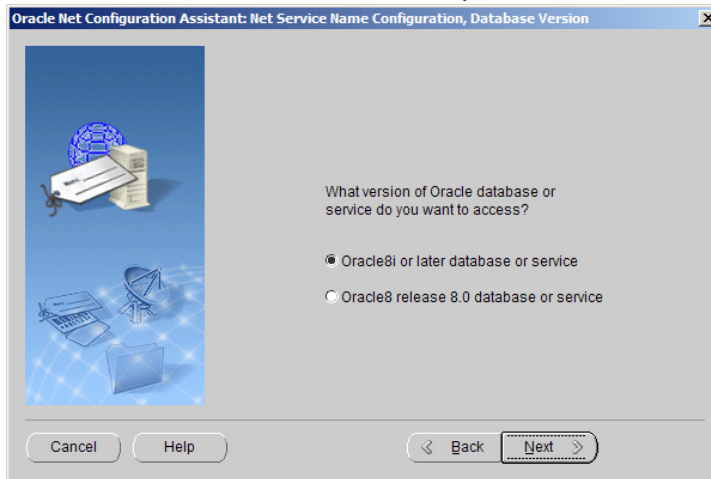 Oracle Net Configuration Assistant: Net Service Name Configuration, Database Version
What version of Oracle database or
service do you want to access?
Oracle8i or later database or service
Oracle8 release 8.0 database or service
Cancel
Help
Back
Next